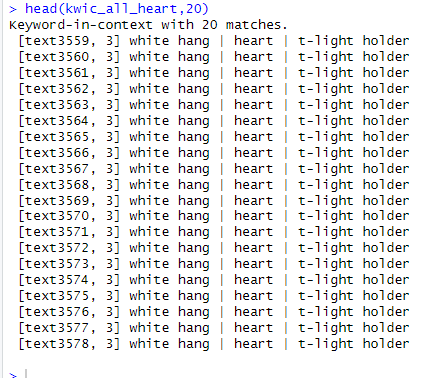 > head(kwic_all_heart,20)
Keyword-in-context with 20 matches.
[text3559, 3] white hang | heart | t-light holder
[text3560, 3] white hang | heart | t-light holder
[text3561, 3] white hang | heart | t-light holder
[text3562, 3] white hang | heart | t-light holder
[text3563, 3] white hang | heart | t-light holder
[text3564, 3] white hang | heart | t-light holder
[text3565, 3] white hang | heart | t-light holder
[text3566, 3] white hang | heart | t-light holder
[text3567, 3] white hang | heart | t-light holder
[text3568, 3] white hang | heart | t-light holder
[text3569, 3] white hang | heart | t-light holder
[text3570, 3] white hang | heart | t-light holder
[text3571, 3] white hang | heart | t-light holder
[text3572, 3] white hang | heart | t-light holder
[text3573, 3] white hang | heart | t-light holder
[text3574, 3] white hang | heart | t-light holder
[text3575, 3] white hang | heart | t-light holder
[text3576, 3] white hang | heart | t-light holder
[text3577, 3] white hang | heart | t-light holder
[text3578, 3] white hang | heart | t-light holder
>